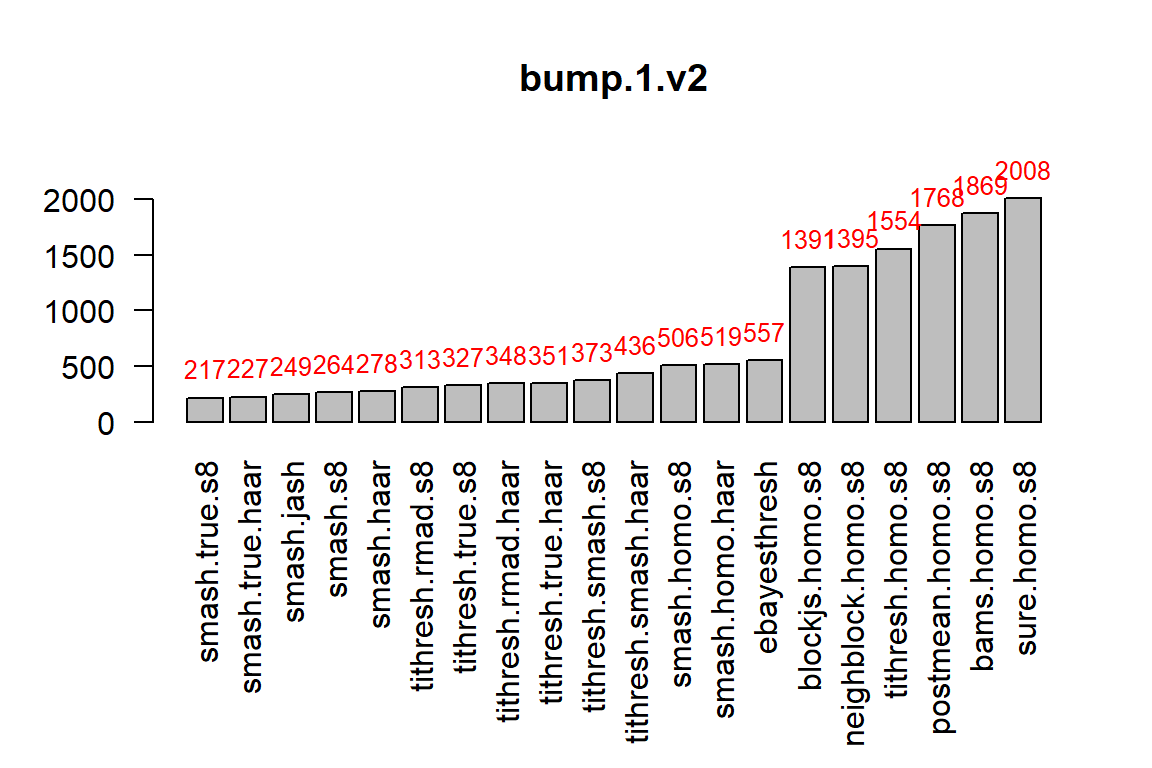 bump.1.v2
2000
1500
1000
500
0
217
227
249
264
278
313
327
348
351
373
436
506
519
557
1391
1395
1554
1768
1869
2008
smash.true.s8
smash.true.haar
smash.jash
smash.s8
smash.haar
tithresh.rmad.s8
tithresh.true.s8
tithresh.rmad.haar
tithresh.true.haar
tithresh.smash.s8
tithresh.smash.haar
smash.homo.s8
smash.homo.haar
ebayesthresh
blockjs.homo.s8
neighblock.homo.s8
tithresh.homo.s8
postmean.homo.s8
bams.homo.s8
sure.homo.s8